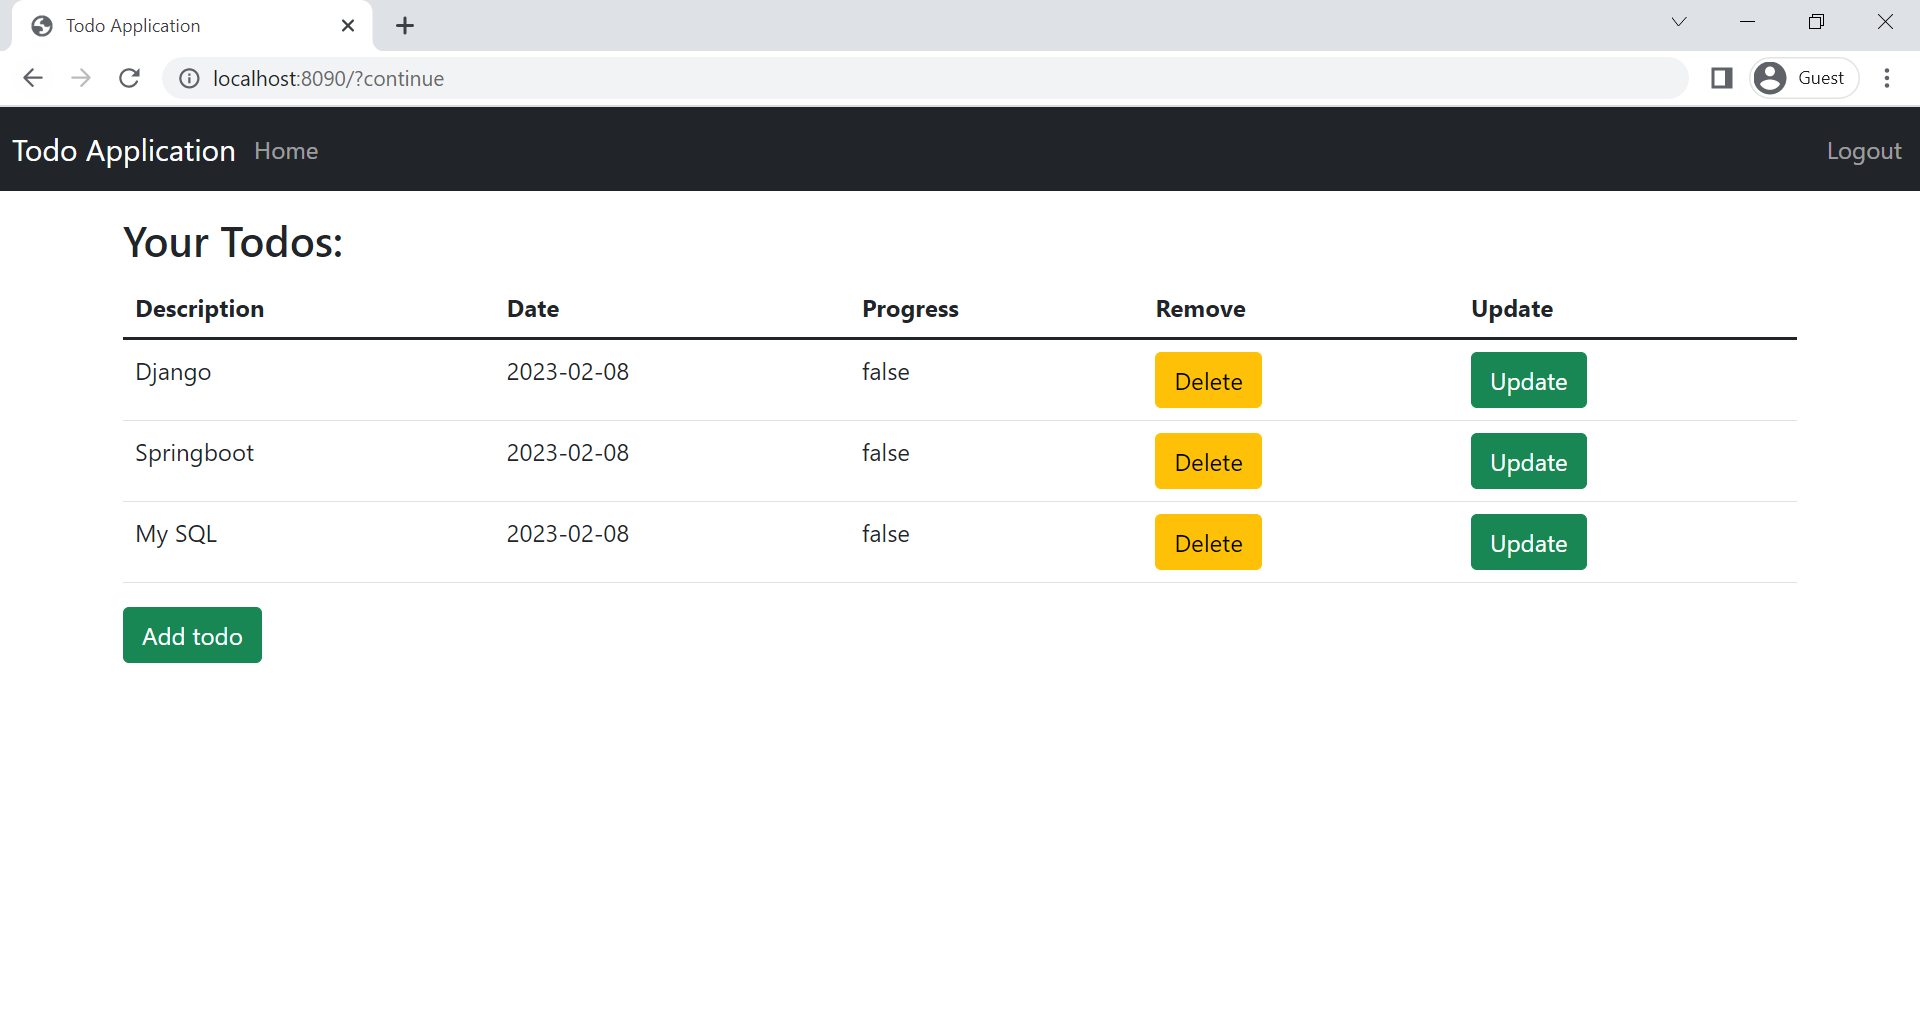 Todo Application
localhost:8090/?continue
Guest
Todo Application Home Logout
Your Todos:
Description Date Progress Remove Update
Django 2023-02-08 false Delete Update
Springboot 2023-02-08 false Delete Update
My SQL 2023-02-08 false Delete Update
Add todo